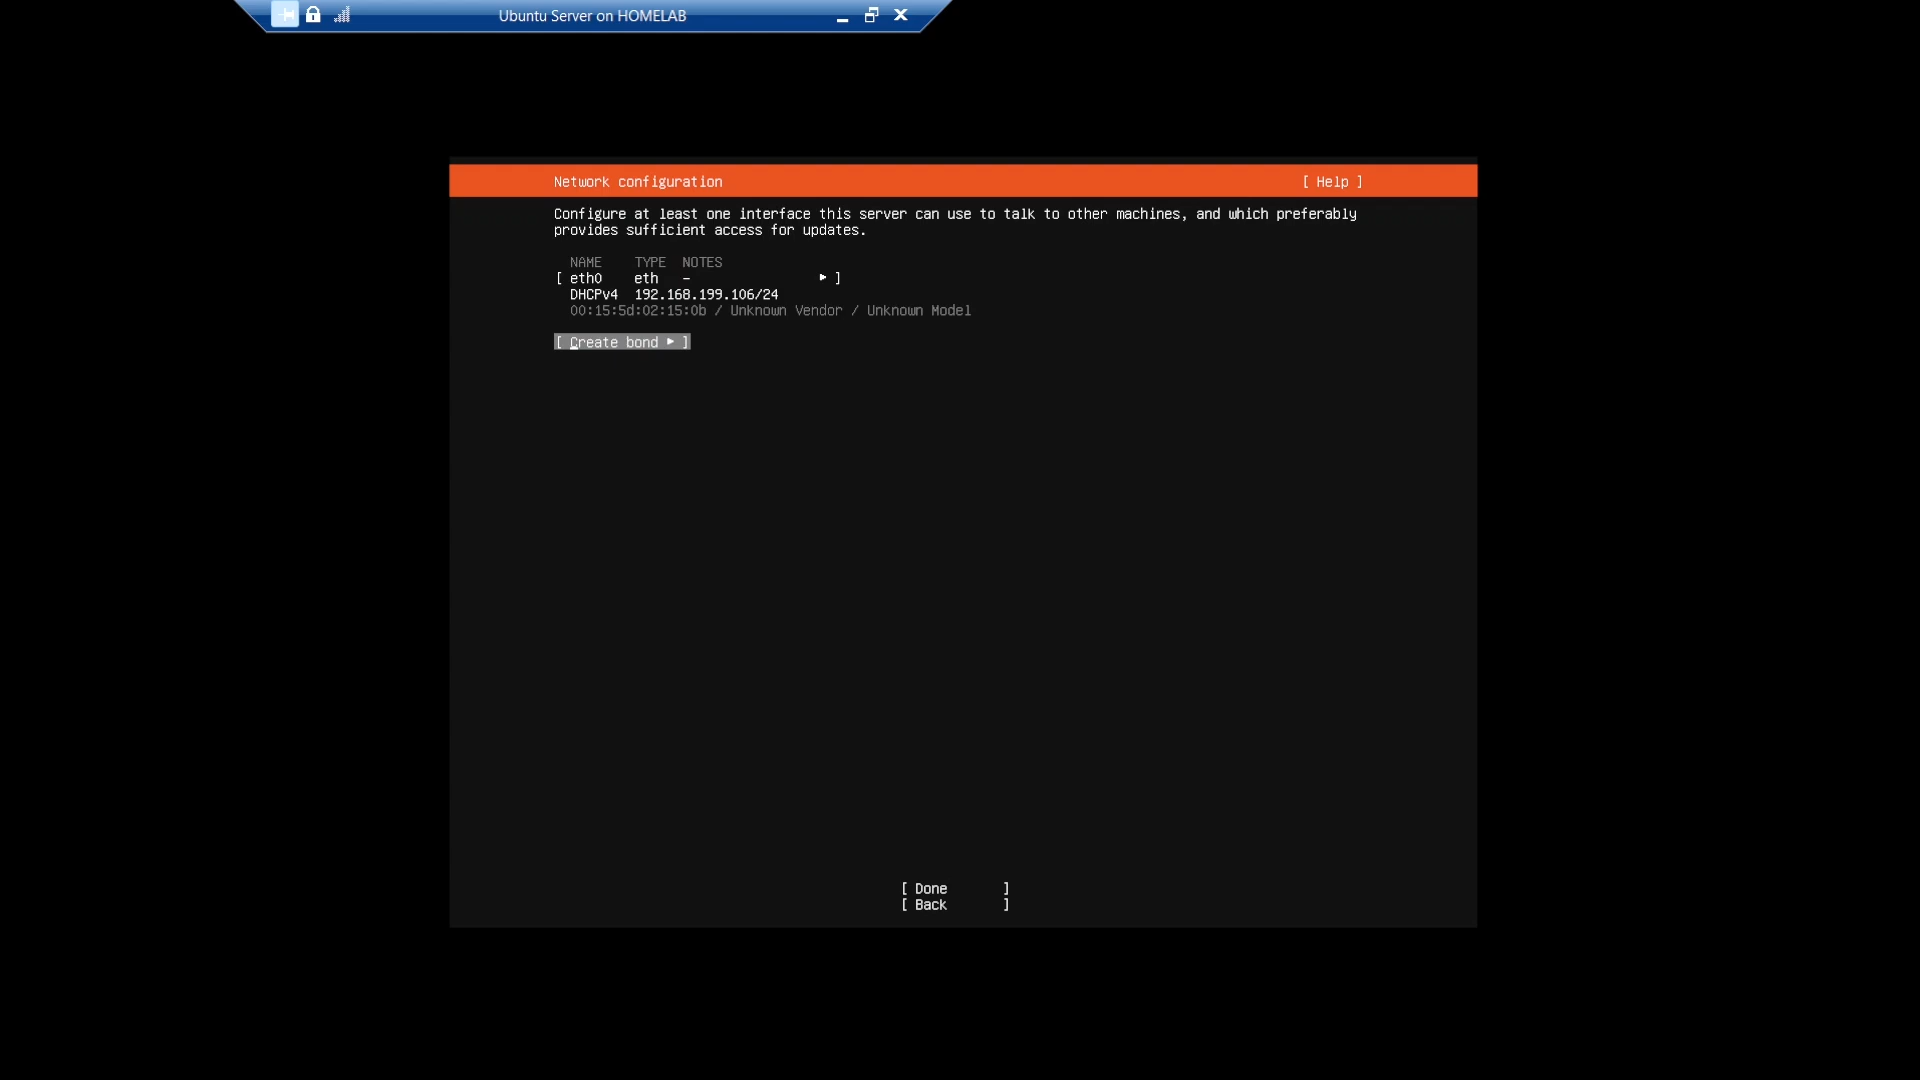 Ubuntu Server on HOMELAB
Network configuration [ Help ]
Configure at least one interface this server can use to talk to other machines, and which preferably
provides sufficient access for updates.
NAME TYPE NOTES
[ eth0 eth – ▸ ]
DHCPv4 192.168.199.106/24
00:15:5d:02:15:0b / Unknown Vendor / Unknown Model
[ Create bond ▸ ]
[ Done ]
[ Back ]